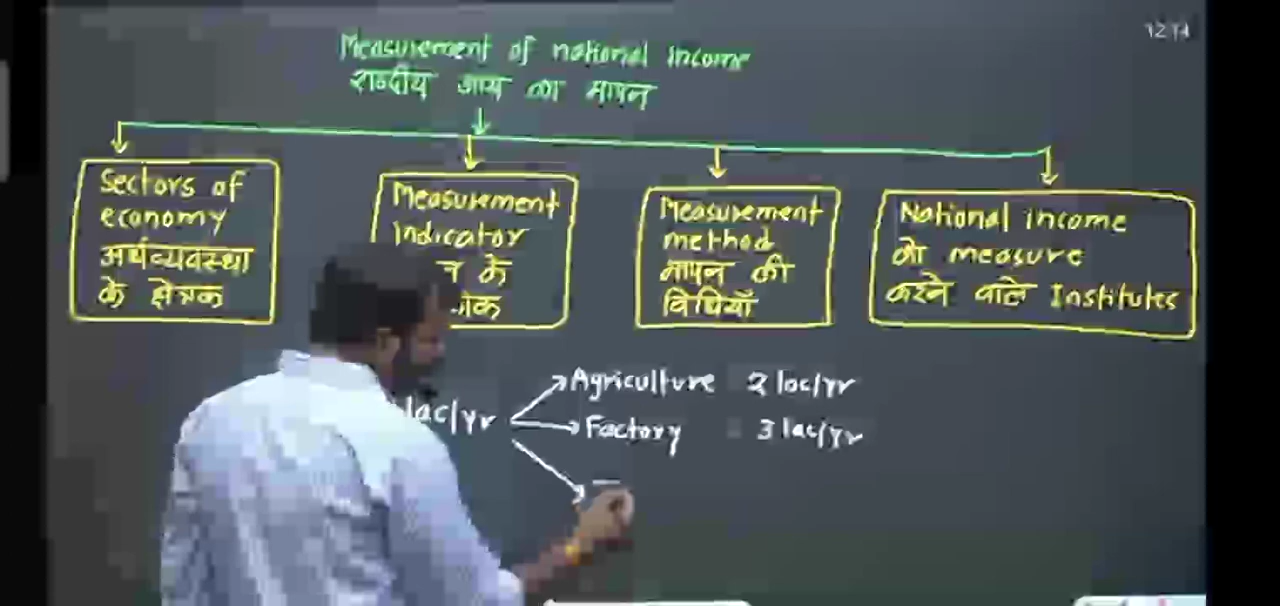 12:14
Measurement of national income
राष्ट्रीय आय का मापन
Sectors of
economy
अर्थव्यवस्था
के क्षेत्रक
Measurement
Indicator
के
Measurement
method
मापन की
विधियाँ
National income
को measure
करने वाले Institutes
lac/yr
Agriculture 2 lac/yr
Factory 3 lac/yr